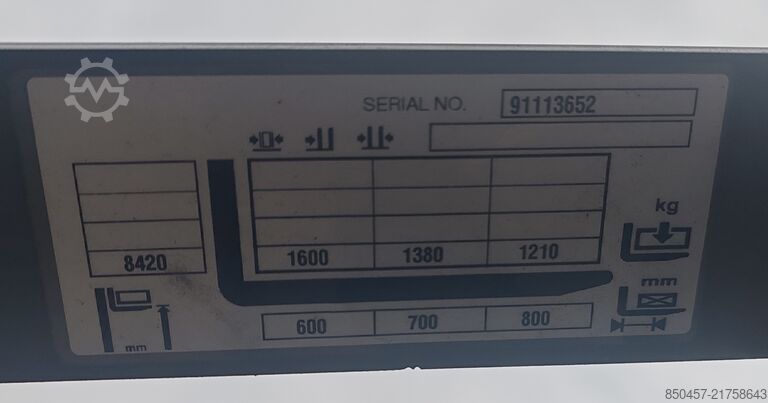 SERIAL NO. 91113652
kg
8420 1600 1380 1210
mm
600 700 800
mm
850457-21758643